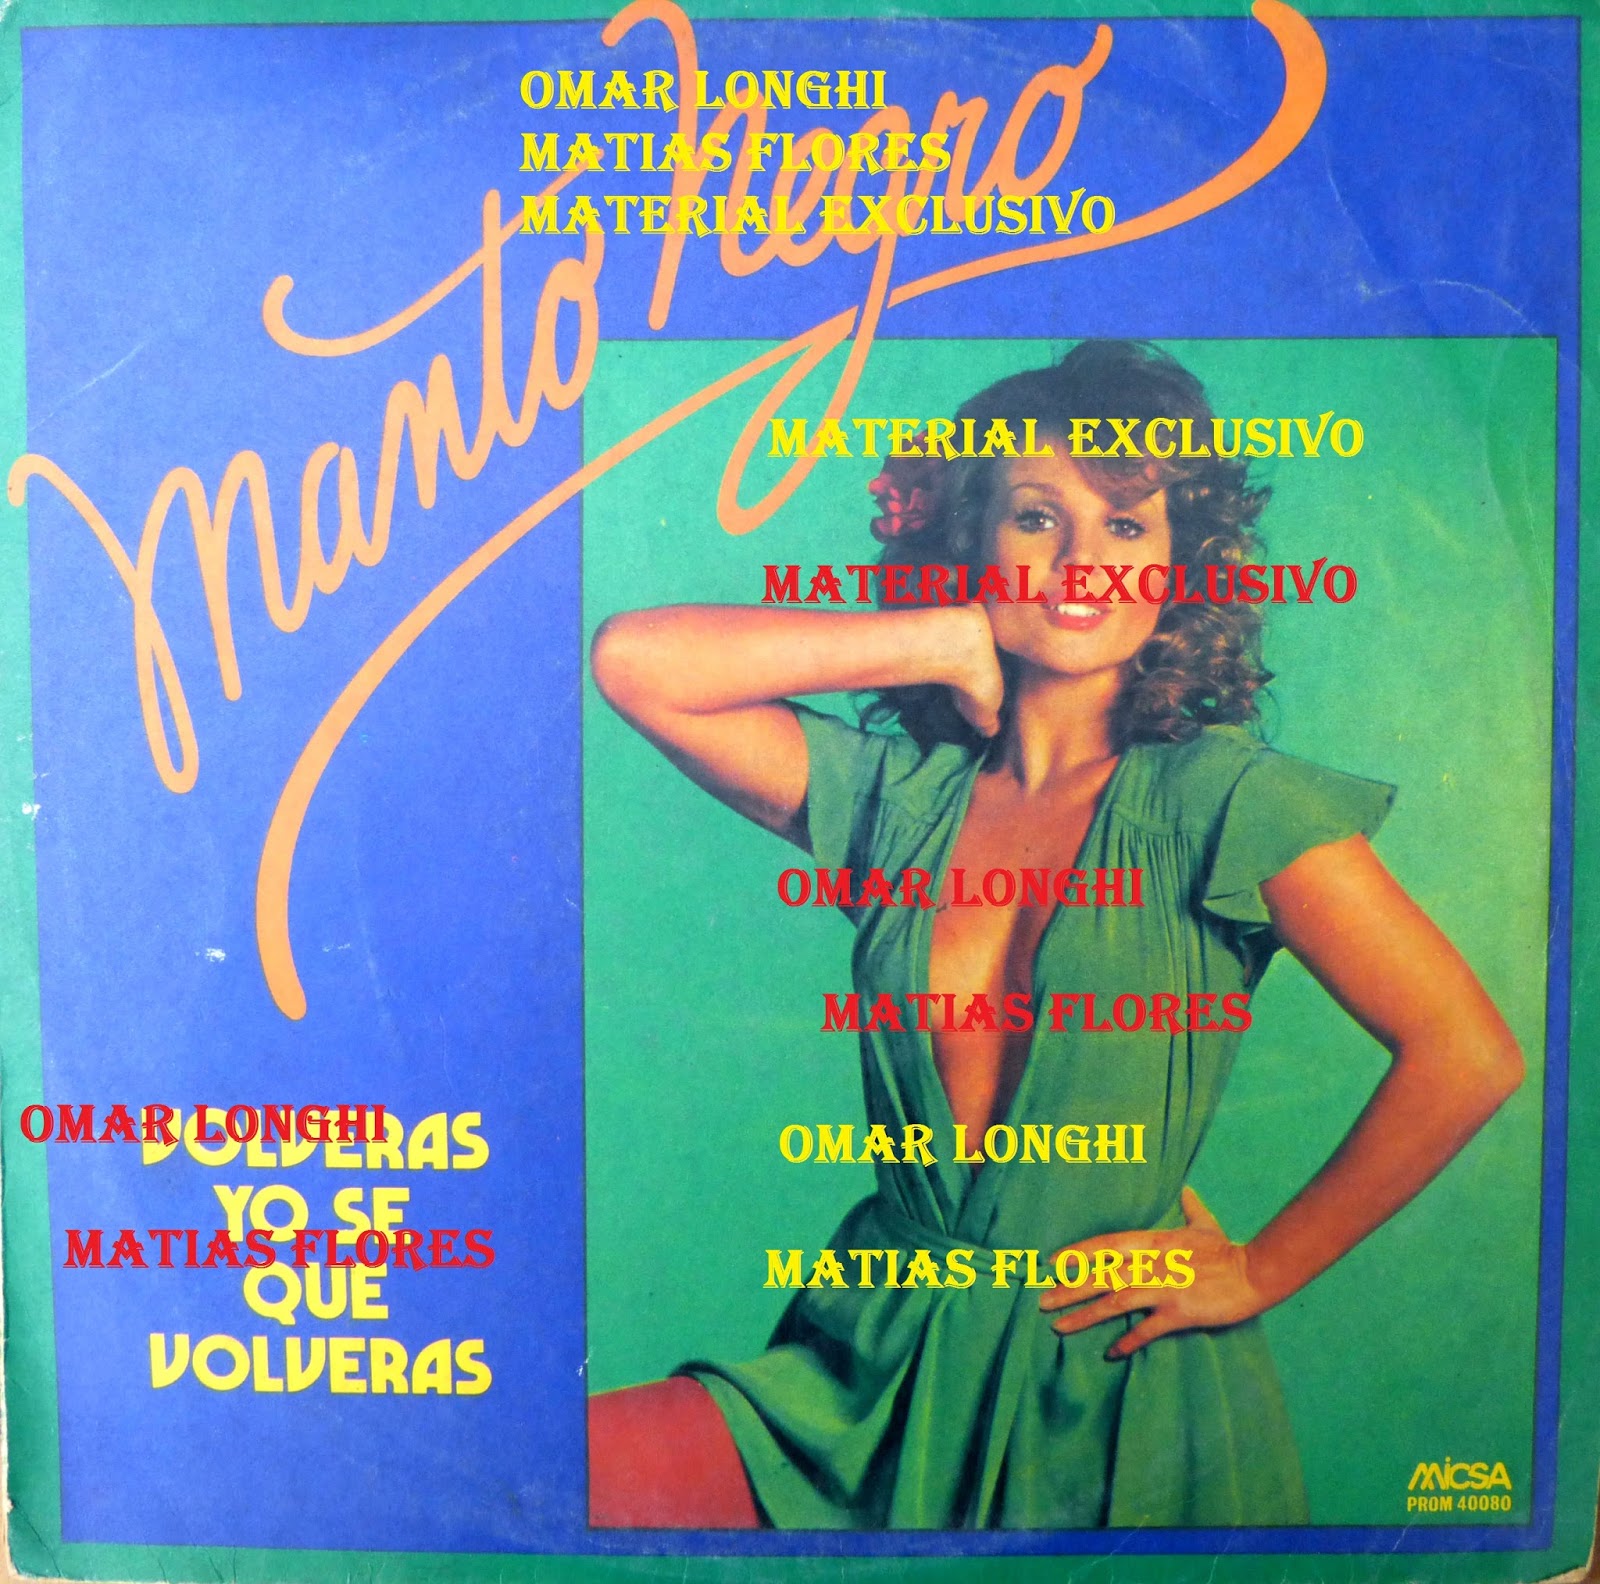 OMAR LONGHI
MATIAS FLORES
MATERIAL EXCLUSIVO
Manto Negro
MATERIAL EXCLUSIVO
MATERIAL EXCLUSIVO
OMAR LONGHI
MATIAS FLORES
OMAR LONGHI
VOLVERAS
YO SE
MATIAS FLORES
QUE
VOLVERAS
OMAR LONGHI
MATIAS FLORES
MICSA
PROM 40080